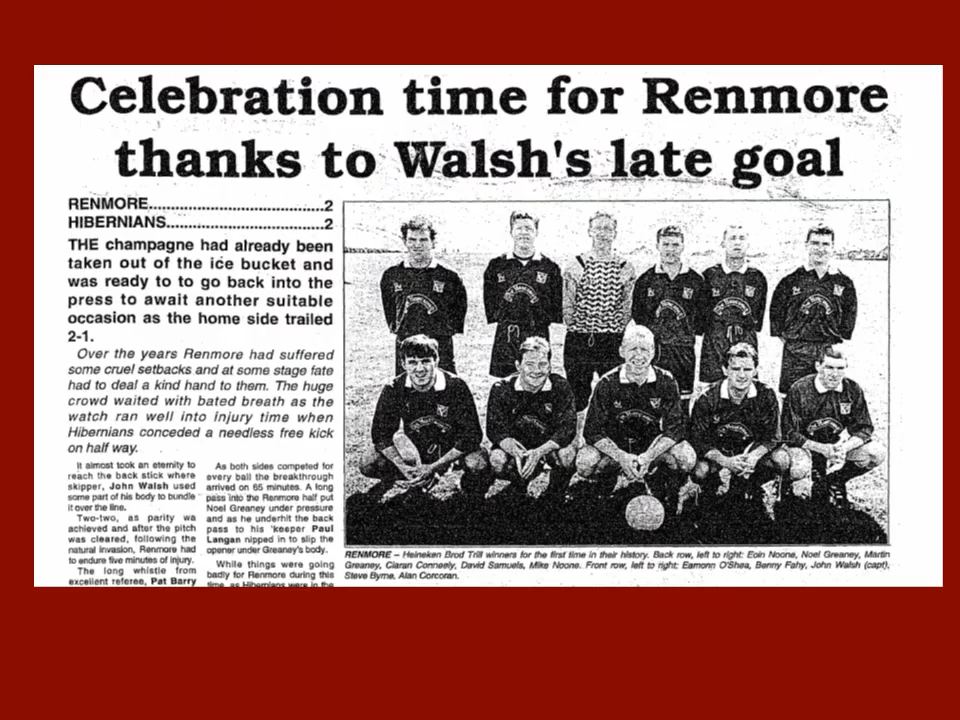 Celebration time for Renmore
thanks to Walsh's late goal
RENMORE.......................................2
HIBERNIANS...................................2
THE champagne had already been
taken out of the ice bucket and
was ready to to go back into the
press to await another suitable
occasion as the home side trailed
2-1.
Over the years Renmore had suffered
some cruel setbacks and at some stage fate
had to deal a kind hand to them. The huge
crowd waited with bated breath as the
watch ran well into injury time when
Hibernians conceded a needless free kick
on half way.
It almost took an eternity to
reach the back stick where
skipper, John Walsh used
some part of his body to bundle
it over the line.
Two-two, as parity wa
achieved and after the pitch
was cleared, following the
natural invasion, Renmore had
to endure five minutes of injury.
The long whistle from
excellent referee, Pat Barry
As both sides competed for
every ball the breakthrough
arrived on 65 minutes. A long
pass into the Renmore half put
Noel Greaney under pressure
and as he underhit the back
pass to his 'keeper Paul
Langan nipped in to slip the
opener under Greaney's body.
While things were going
badly for Renmore during this
time, as Hibernians were in the
RENMORE – Heineken Brod Trill winners for the first time in their history. Back row, left to right: Eoin Noone, Noel Greaney, Martin
Greaney, Ciaran Conneely, David Samuels, Mike Noone. Front row, left to right: Eamonn O'Shea, Benny Fahy, John Walsh (capt),
Steve Byrne, Alan Corcoran.